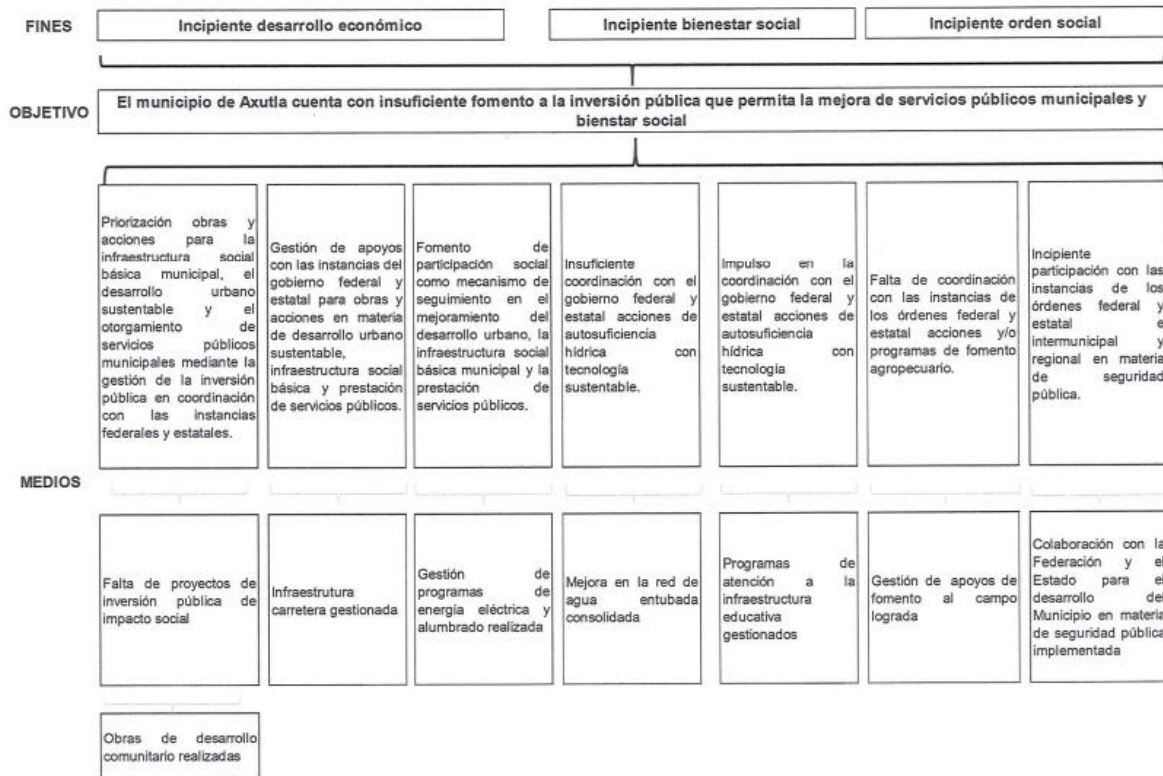 FINES
Incipiente desarrollo económico
Incipiente bienestar social
Incipiente orden social
OBJETIVO
El municipio de Axutla cuenta con insuficiente fomento a la inversión pública que permita la mejora de servicios públicos municipales y
bienstar social
Priorización obras y
acciones para la
infraestructura social
básica municipal, el
desarrollo urbano
sustentable y el
otorgamiento de
servicios públicos
municipales mediante la
gestión de la inversión
pública en coordinación
con las instancias
federales y estatales.
Gestión de apoyos
con las instancias del
gobierno federal y
estatal para obras y
acciones en materia
de desarrollo urbano
sustentable,
infraestructura social
básica y prestación
de servicios públicos.
Fomento de
participación social
como mecanismo de
seguimiento en el
mejoramiento del
desarrollo urbano, la
infraestructura social
básica municipal y la
prestación de
servicios públicos.
Insuficiente
coordinación con el
gobierno federal y
estatal acciones de
autosuficiencia
hídrica con
tecnología
sustentable.
Impulso en la
coordinación con el
gobierno federal y
estatal acciones de
autosuficiencia
hídrica con
tecnología
sustentable.
Falta de coordinación
con las instancias de
los órdenes federal y
estatal acciones y/o
programas de fomento
agropecuario.
Incipiente
participación con las
instancias de los
órdenes federal y
estatal e
intermunicipal y
regional en materia
de seguridad
pública.
MEDIOS
Falta de proyectos de
inversión pública de
impacto social
Infraestrutura
carretera gestionada
Gestión de
programas de
energía eléctrica y
alumbrado realizada
Mejora en la red de
agua entubada
consolidada
Programas de
atención a la
infraestructura
educativa
gestionados
Gestión de apoyos de
fomento al campo
lograda
Colaboración con la
Federación y el
Estado para el
desarrollo del
Municipio en materia
de seguridad pública
implementada
Obras de desarrollo
comunitario realizadas